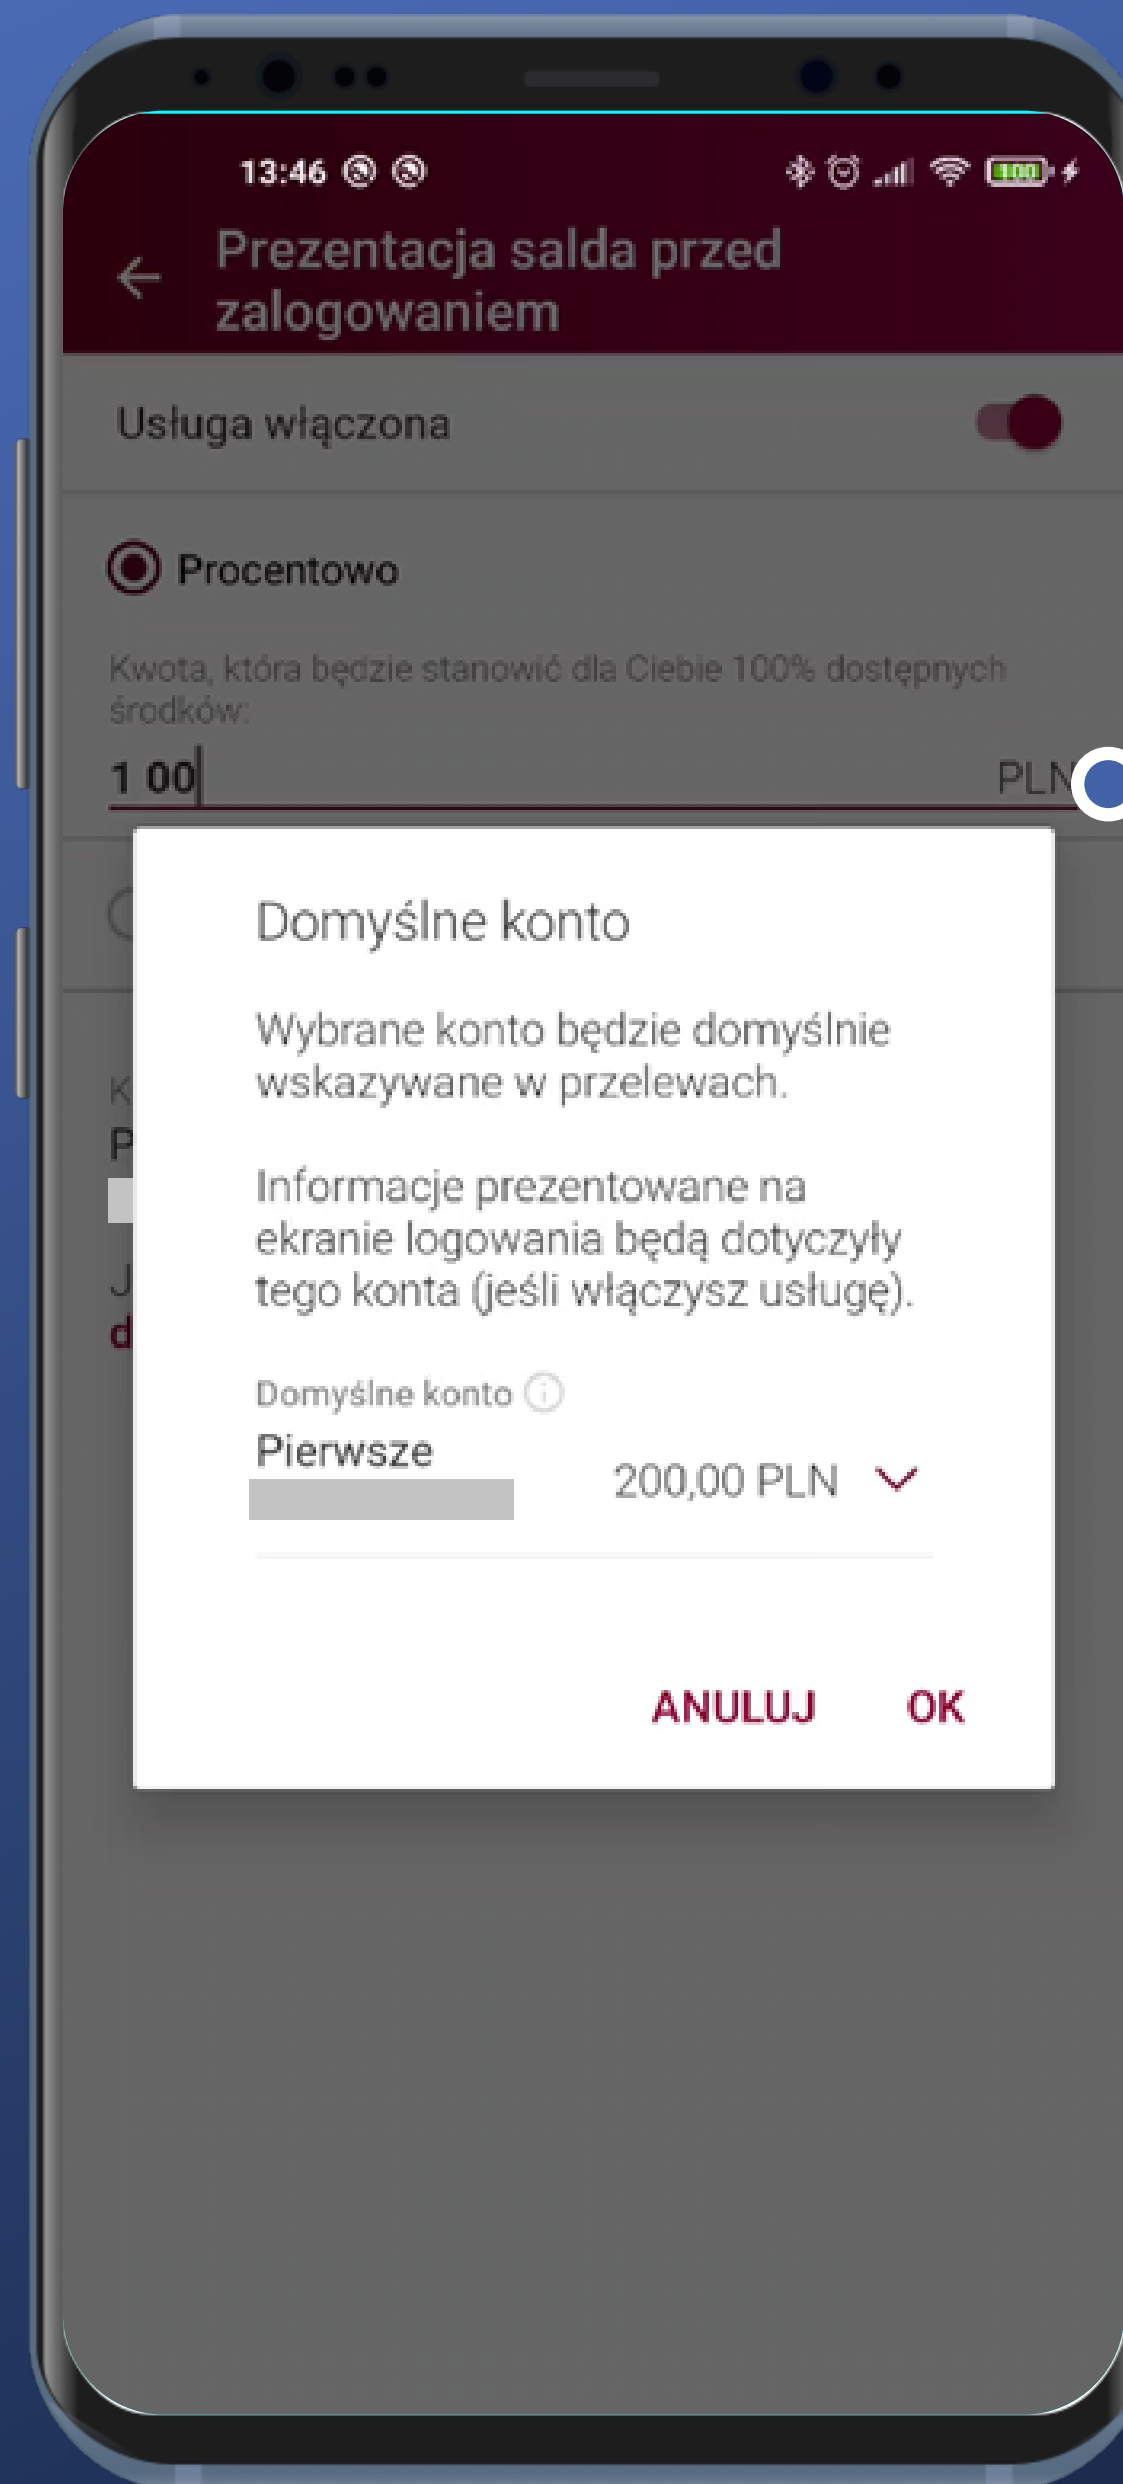 13:46
100
Prezentacja salda przed
zalogowaniem
Usługa włączona
Procentowo
Kwota, która będzie stanowić dla Ciebie 100% dostępnych
środków:
1 00
PLN
Domyślne konto
Wybrane konto będzie domyślnie
wskazywane w przelewach.
Informacje prezentowane na
ekranie logowania będą dotyczyły
tego konta (jeśli włączysz usługę).
Domyślne konto
Pierwsze
200,00 PLN
ANULUJ OK